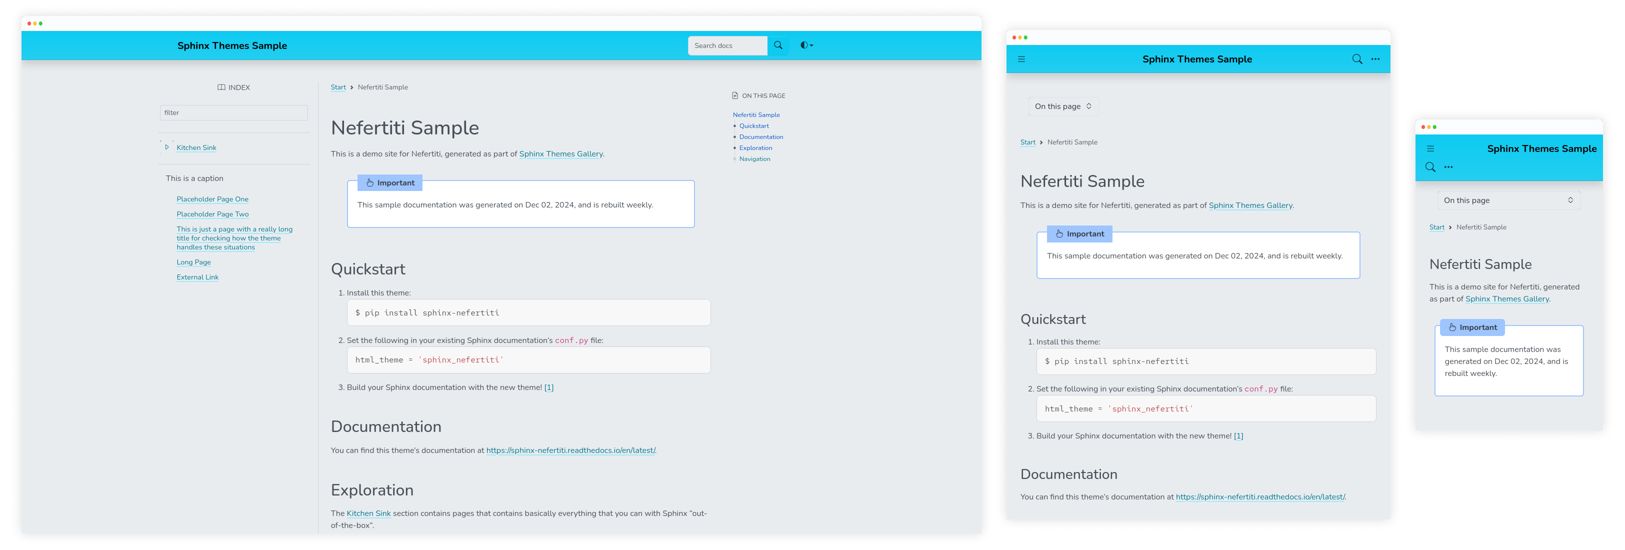 Sphinx Themes Sample
Search docs
INDEX
filter
Kitchen Sink
This is a caption
Placeholder Page One
Placeholder Page Two
This is just a page with a really long
title for checking how the theme
handles these situations
Long Page
External Link
Start › Nefertiti Sample
Nefertiti Sample
This is a demo site for Nefertiti, generated as part of Sphinx Themes Gallery.
Important
This sample documentation was generated on Dec 02, 2024, and is rebuilt weekly.
Quickstart
1. Install this theme:
$ pip install sphinx-nefertiti
2. Set the following in your existing Sphinx documentation's conf.py file:
html_theme = 'sphinx_nefertiti'
3. Build your Sphinx documentation with the new theme! [1]
Documentation
You can find this theme's documentation at https://sphinx-nefertiti.readthedocs.io/en/latest/.
Exploration
The Kitchen Sink section contains pages that contains basically everything that you can with Sphinx "out-
of-the-box".
ON THIS PAGE
Nefertiti Sample
Quickstart
Documentation
Exploration
Navigation
Sphinx Themes Sample
On this page
Start › Nefertiti Sample
Nefertiti Sample
This is a demo site for Nefertiti, generated as part of Sphinx Themes Gallery.
Important
This sample documentation was generated on Dec 02, 2024, and is rebuilt weekly.
Quickstart
1. Install this theme:
$ pip install sphinx-nefertiti
2. Set the following in your existing Sphinx documentation's conf.py file:
html_theme = 'sphinx_nefertiti'
3. Build your Sphinx documentation with the new theme! [1]
Documentation
You can find this theme's documentation at https://sphinx-nefertiti.readthedocs.io/en/latest/.
Sphinx Themes Sample
On this page
Start › Nefertiti Sample
Nefertiti Sample
This is a demo site for Nefertiti, generated
as part of Sphinx Themes Gallery.
Important
This sample documentation was
generated on Dec 02, 2024, and is
rebuilt weekly.